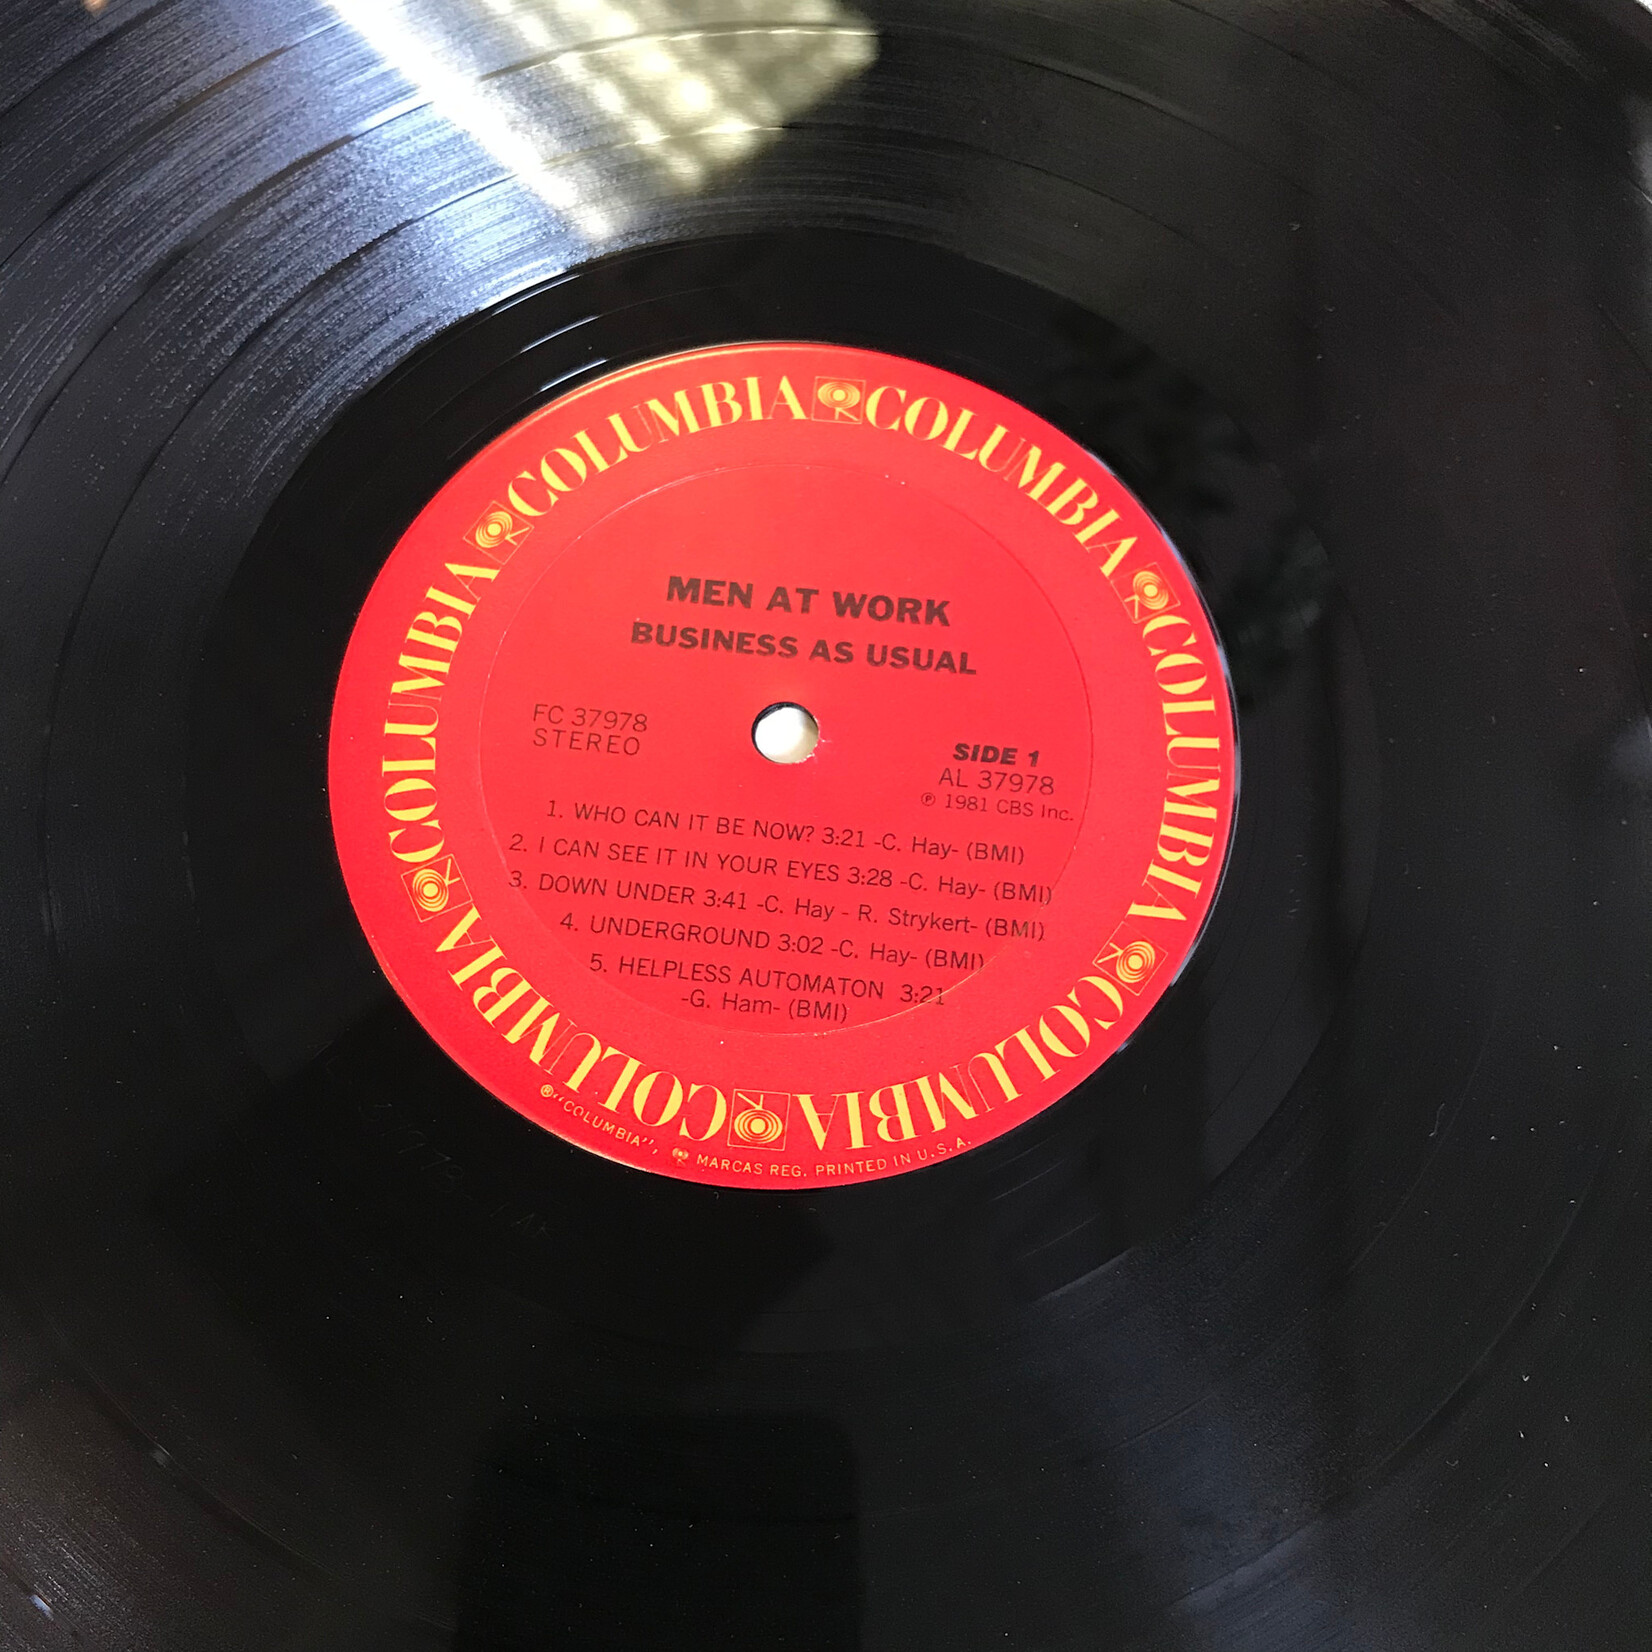 COLUMBIA COLUMBIA COLUMBIA COLUMBIA COLUMBIA COLUMBIA
MEN AT WORK
BUSINESS AS USUAL
FC 37978
STEREO
SIDE 1
AL 37978
℗ 1981 CBS Inc.
1. WHO CAN IT BE NOW? 3:21 -C. Hay- (BMI)
2. I CAN SEE IT IN YOUR EYES 3:28 -C. Hay- (BMI)
3. DOWN UNDER 3:41 -C. Hay - R. Strykert- (BMI)
4. UNDERGROUND 3:02 -C. Hay- (BMI)
5. HELPLESS AUTOMATON 3:21
-G. Ham- (BMI)
® "COLUMBIA", MARCAS REG. PRINTED IN U.S.A.